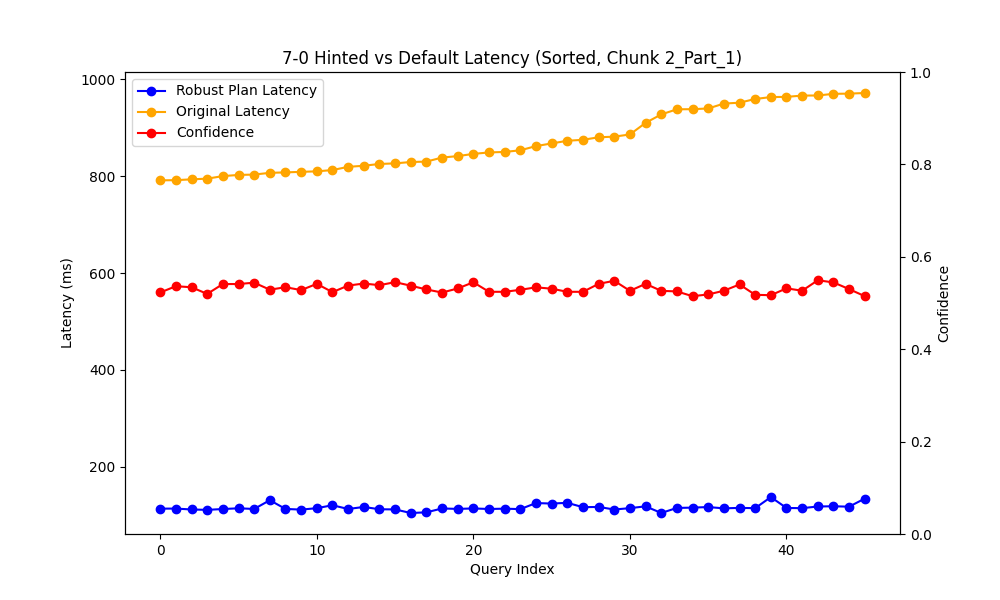 7-0 Hinted vs Default Latency (Sorted, Chunk 2_Part_1)
Robust Plan Latency
Original Latency
Confidence
1000
800
600
400
200
Latency (ms)
1.0
0.8
0.6
0.4
0.2
0.0
Confidence
0 10 20 30 40
Query Index